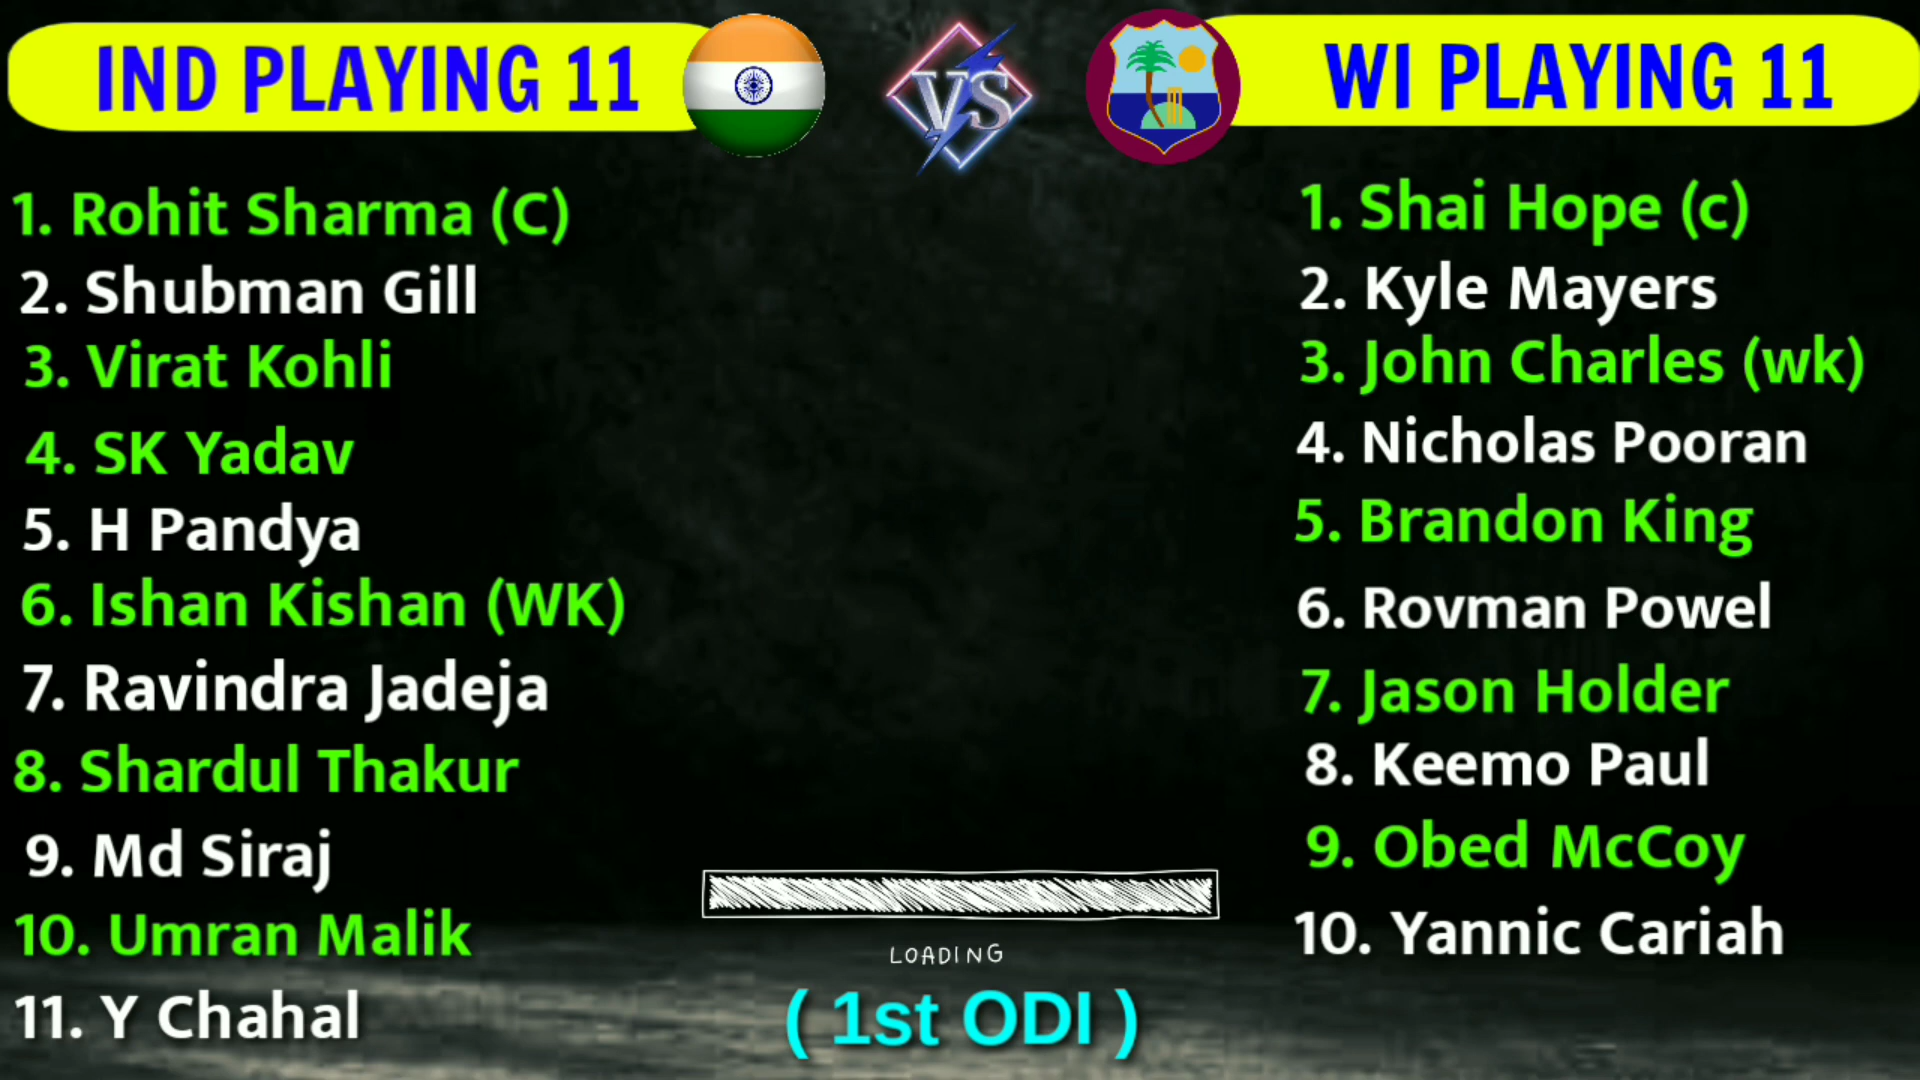 IND PLAYING 11
VS
WI PLAYING 11
1. Rohit Sharma (C)
2. Shubman Gill
3. Virat Kohli
4. SK Yadav
5. H Pandya
6. Ishan Kishan (WK)
7. Ravindra Jadeja
8. Shardul Thakur
9. Md Siraj
10. Umran Malik
11. Y Chahal
1. Shai Hope (c)
2. Kyle Mayers
3. John Charles (wk)
4. Nicholas Pooran
5. Brandon King
6. Rovman Powel
7. Jason Holder
8. Keemo Paul
9. Obed McCoy
10. Yannic Cariah
LOADING
( 1st ODI )